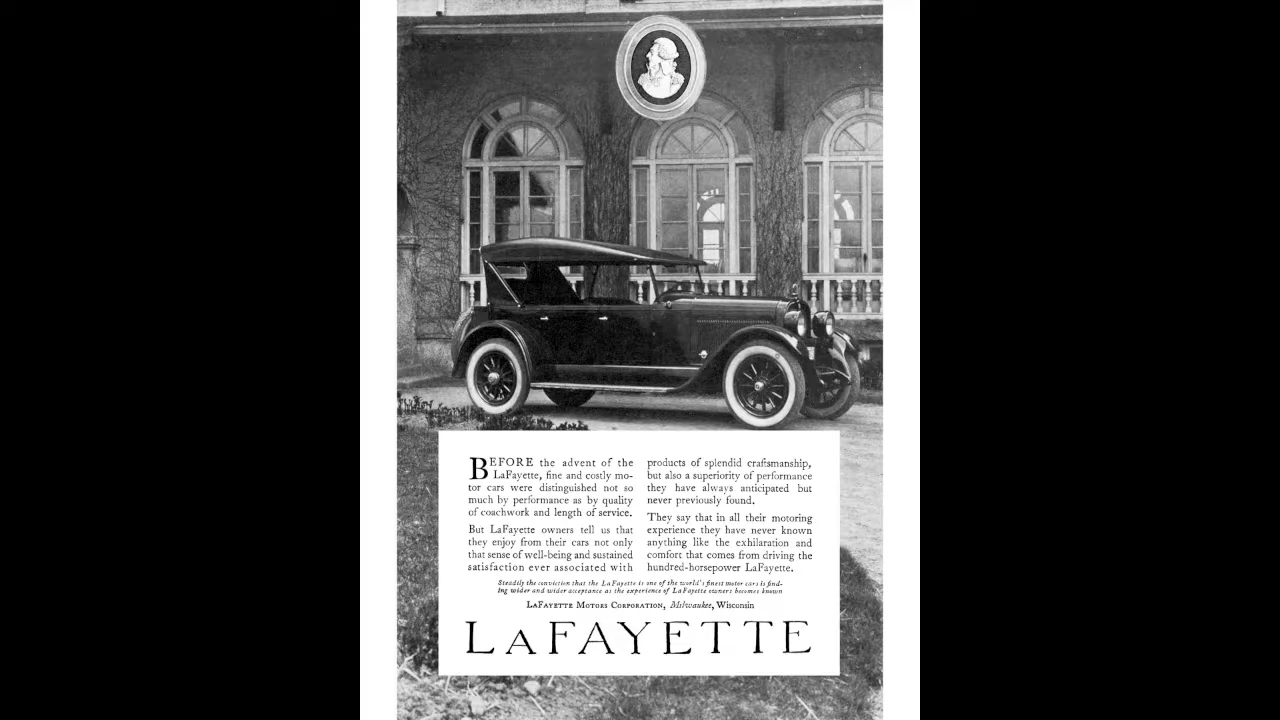 BEFORE the advent of the
LaFayette, fine and costly mo-
tor cars were distinguished not so
much by performance as by quality
of coachwork and length of service.
But LaFayette owners tell us that
they enjoy from their cars not only
that sense of well-being and sustained
satisfaction ever associated with
products of splendid craftsmanship,
but also a superiority of performance
they have always anticipated but
never previously found.
They say that in all their motoring
experience they have never known
anything like the exhilaration and
comfort that comes from driving the
hundred-horsepower LaFayette.
Steadily the conviction that the LaFayette is one of the world's finest motor cars is find-
ing wider and wider acceptance as the experience of LaFayette owners becomes known
LAFAYETTE MOTORS CORPORATION, Milwaukee, Wisconsin
LAFAYETTE